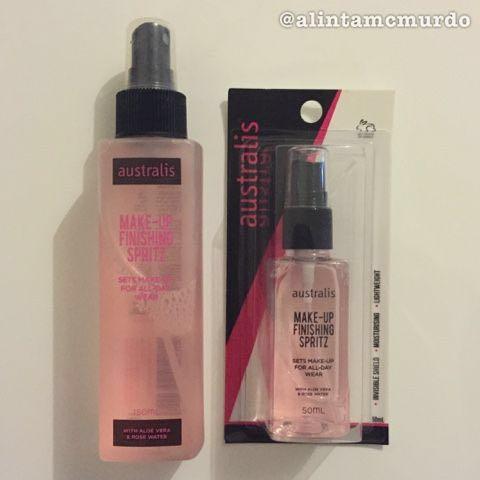 @alintamcmurdo
australis
MAKE-UP
FINISHING
SPRITZ
SETS MAKE-UP
FOR ALL-DAY
WEAR
150ML
WITH ALOE VERA
& ROSE WATER
australis
australis
MAKE-UP
FINISHING
SPRITZ
SETS MAKE-UP
FOR ALL-DAY
WEAR
WITH ALOE VERA
& ROSE WATER
50ML
• INVISIBLE SHIELD • MOISTURISING • LIGHTWEIGHT
50mL